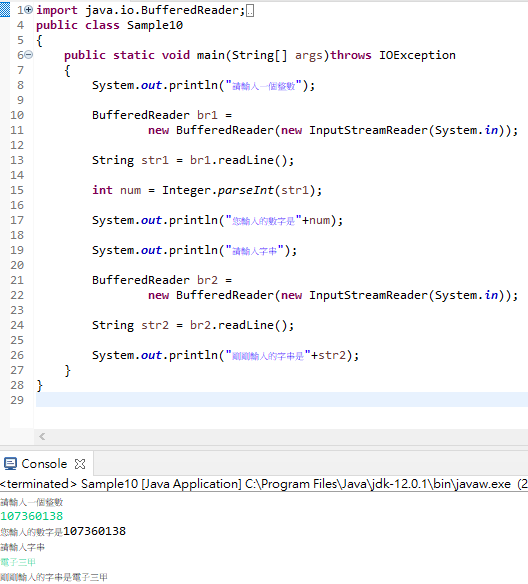 1 import java.io.BufferedReader;
4 public class Sample10
5 {
6 public static void main(String[] args)throws IOException
7 {
8 System.out.println("請輸入一個整數");
9
10 BufferedReader br1 =
11 new BufferedReader(new InputStreamReader(System.in));
12
13 String str1 = br1.readLine();
14
15 int num = Integer.parseInt(str1);
16
17 System.out.println("您輸入的數字是"+num);
18
19 System.out.println("請輸入字串");
20
21 BufferedReader br2 =
22 new BufferedReader(new InputStreamReader(System.in));
23
24 String str2 = br2.readLine();
25
26 System.out.println("剛剛輸入的字串是"+str2);
27 }
28 }
29
Console
<terminated> Sample10 [Java Application] C:\Program Files\Java\jdk-12.0.1\bin\javaw.exe (2
請輸入一個整數
107360138
您輸入的數字是107360138
請輸入字串
電子三甲
剛剛輸入的字串是電子三甲